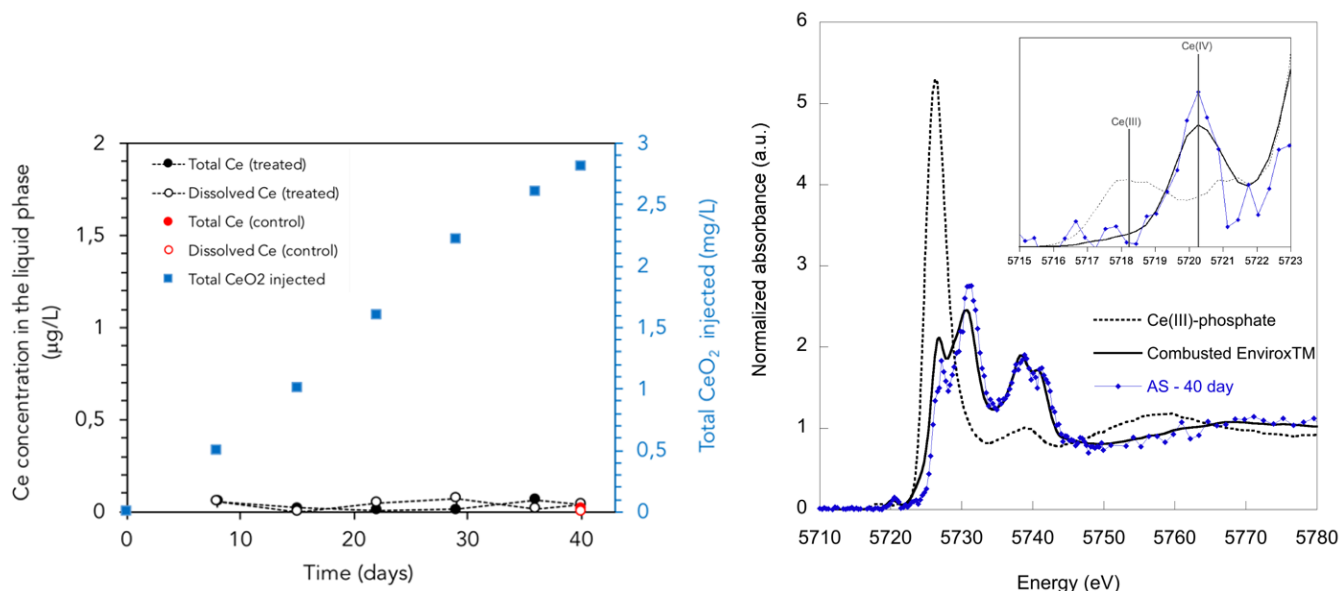 Ce concentration in the liquid phase
(µg/L)
2
1,5
1
0,5
0
Total Ce (treated)
Dissolved Ce (treated)
Total Ce (control)
Dissolved Ce (control)
Total CeO2 injected
3
2,5
2
1,5
1
0,5
0
Total CeO₂ injected (mg/L)
0 10 20 30 40
Time (days)
Normalized absorbance (a.u.)
6
5
4
3
2
1
0
Ce(IV)
Ce(III)
5715 5716 5717 5718 5719 5720 5721 5722 5723
Ce(III)-phosphate
Combusted EnviroxTM
AS - 40 day
5710 5720 5730 5740 5750 5760 5770 5780
Energy (eV)